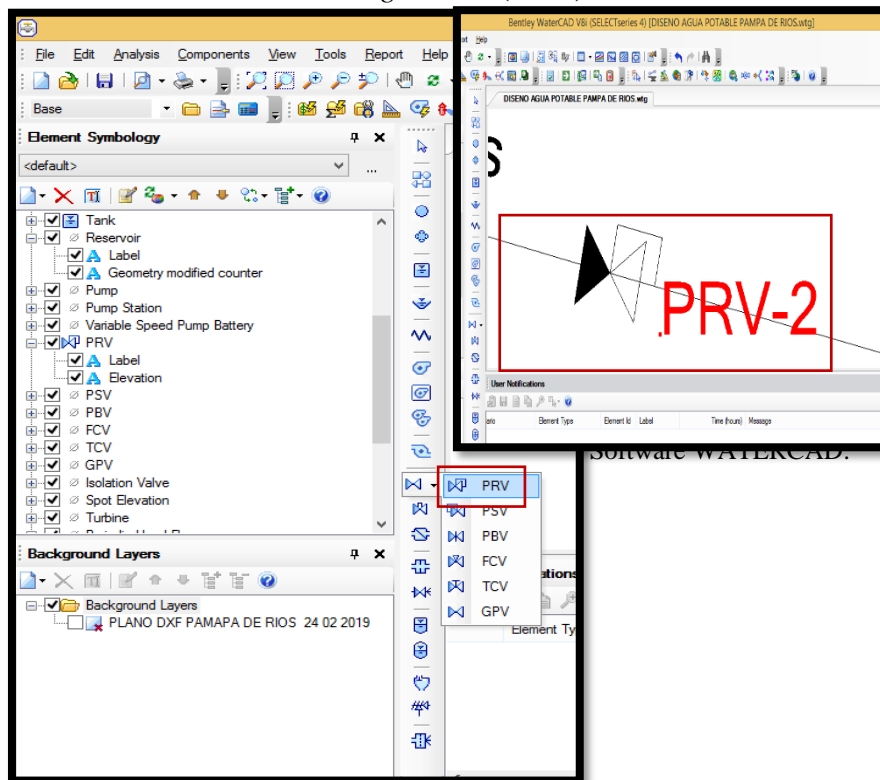 File Edit Analysis Components View Tools Report Help
Base
Element Symbology
<default>
...
Tank
Reservoir
Label
Geometry modified counter
Pump
Pump Station
Variable Speed Pump Battery
PRV
Label
Elevation
PSV
PBV
FCV
TCV
GPV
Isolation Valve
Spot Elevation
Turbine
Background Layers
Background Layers
PLANO DXF PAMAPA DE RIOS 24 02 2019
PRV
PSV
PBV
FCV
TCV
GPV
ations
Element Ty
Bentley WaterCAD V8i (SELECTseries 4) [DISENO AGUA POTABLE PAMPA DE RIOS.wtg]
Help
DISENO AGUA POTABLE PAMPA DE RIOS.wtg
S
PRV-2
User Notifications
Element Type Element Id Label Time (hours) Message
Software WATERCAD.